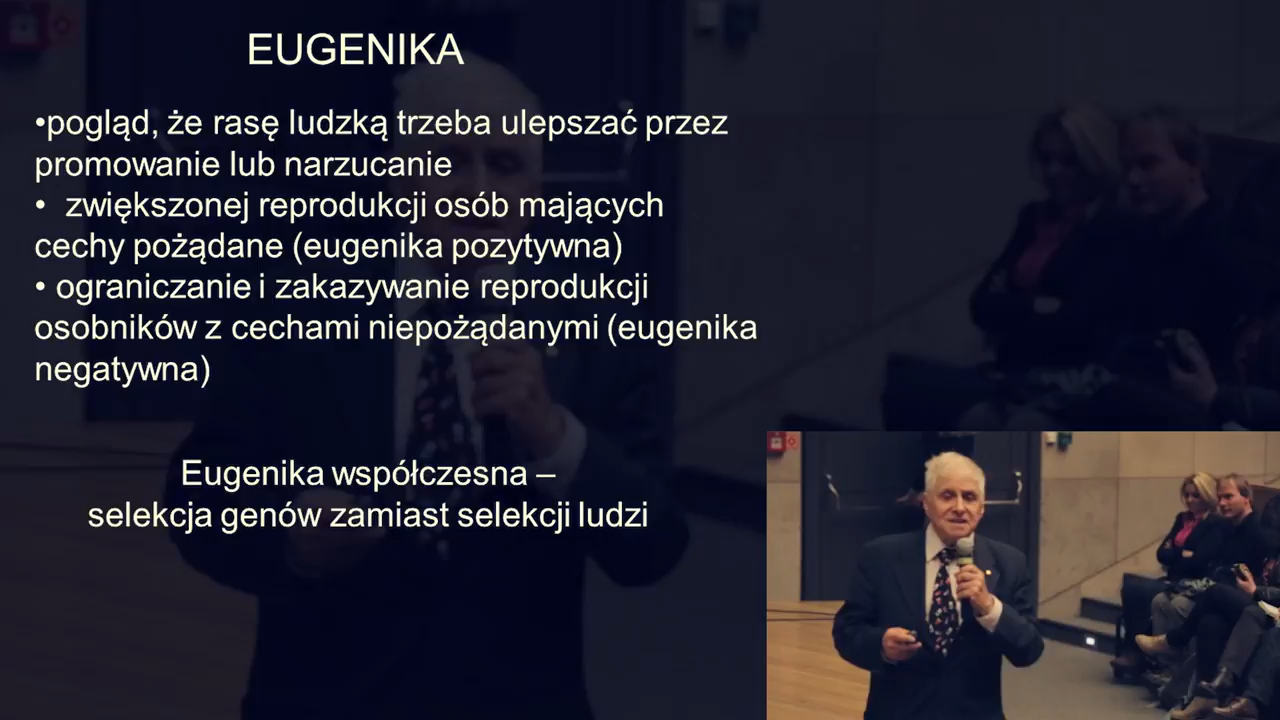 EUGENIKA
•pogląd, że rasę ludzką trzeba ulepszać przez
promowanie lub narzucanie
• zwiększonej reprodukcji osób mających
cechy pożądane (eugenika pozytywna)
• ograniczanie i zakazywanie reprodukcji
osobników z cechami niepożądanymi (eugenika
negatywna)
Eugenika współczesna –
selekcja genów zamiast selekcji ludzi